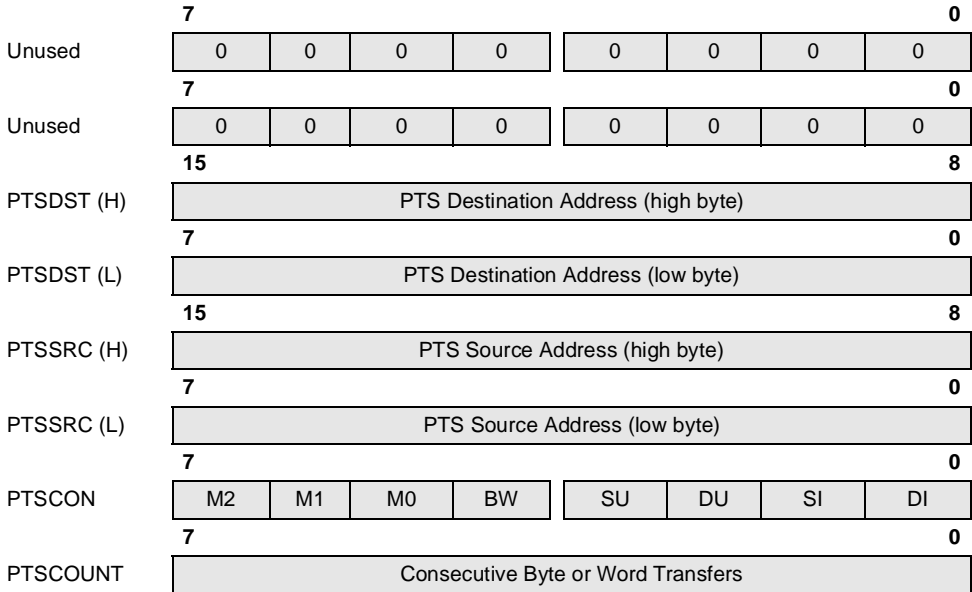 7 0
Unused 0 0 0 0 0 0 0 0
7 0
Unused 0 0 0 0 0 0 0 0
15 8
PTSDST (H) PTS Destination Address (high byte)
7 0
PTSDST (L) PTS Destination Address (low byte)
15 8
PTSSRC (H) PTS Source Address (high byte)
7 0
PTSSRC (L) PTS Source Address (low byte)
7 0
PTSCON M2 M1 M0 BW SU DU SI DI
7 0
PTSCOUNT Consecutive Byte or Word Transfers